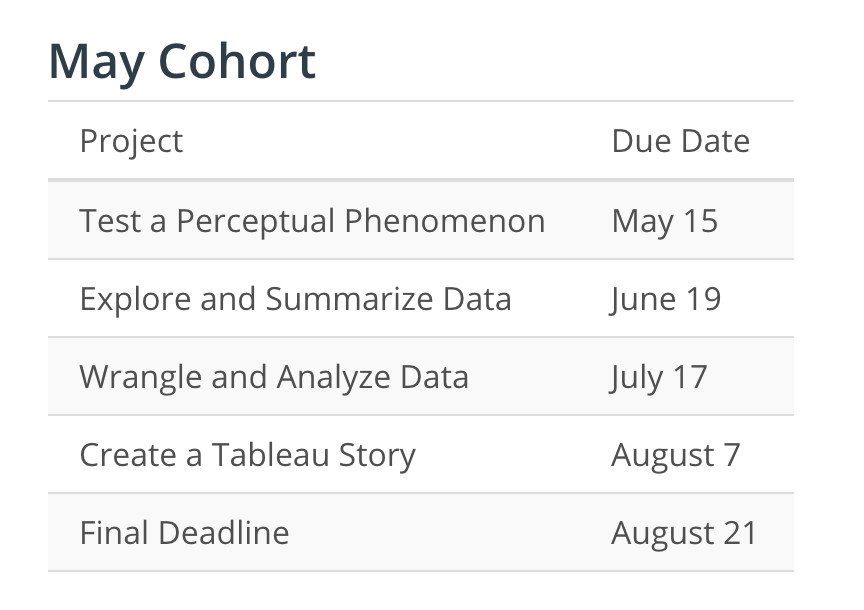 May Cohort
Project Due Date
Test a Perceptual Phenomenon May 15
Explore and Summarize Data June 19
Wrangle and Analyze Data July 17
Create a Tableau Story August 7
Final Deadline August 21